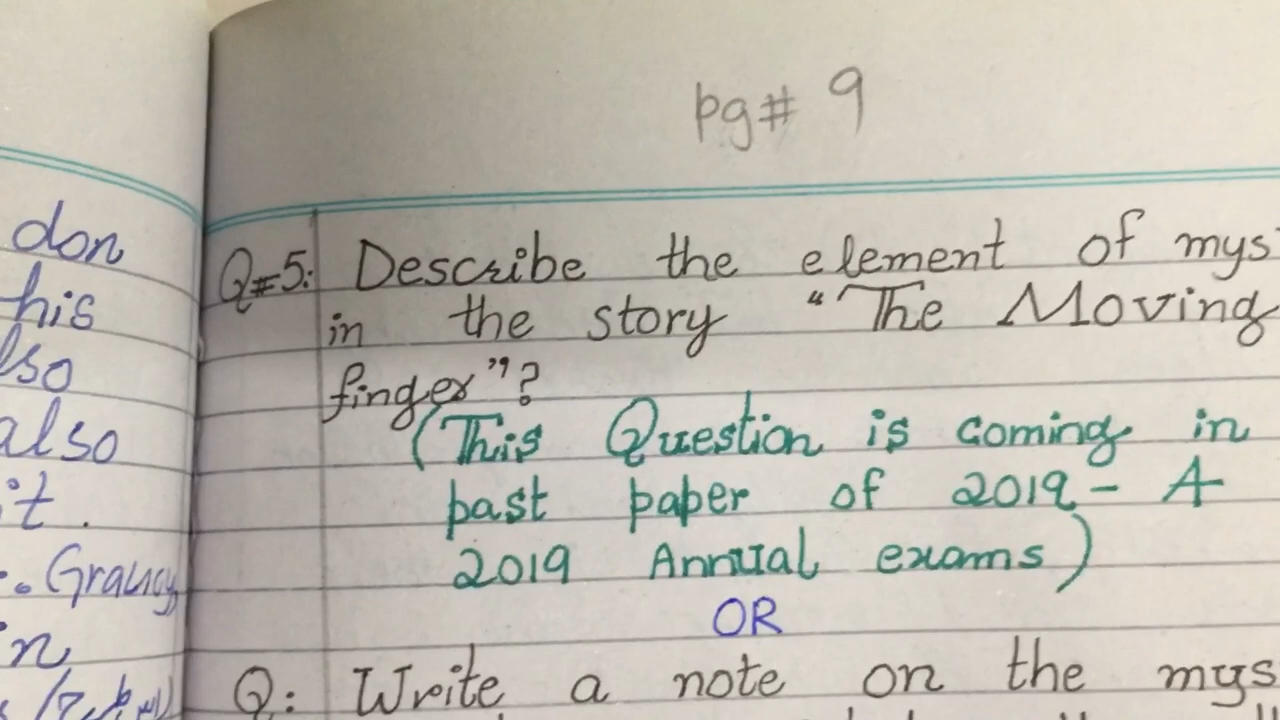 pg# 9
don
his
lso
also
it.
Q#5: Describe the element of mys
in the story "The Moving
finger"?
(This Question is coming in
past paper of 2019 - A
2019 Annual exams)
OR
Q: Write a note on the mys